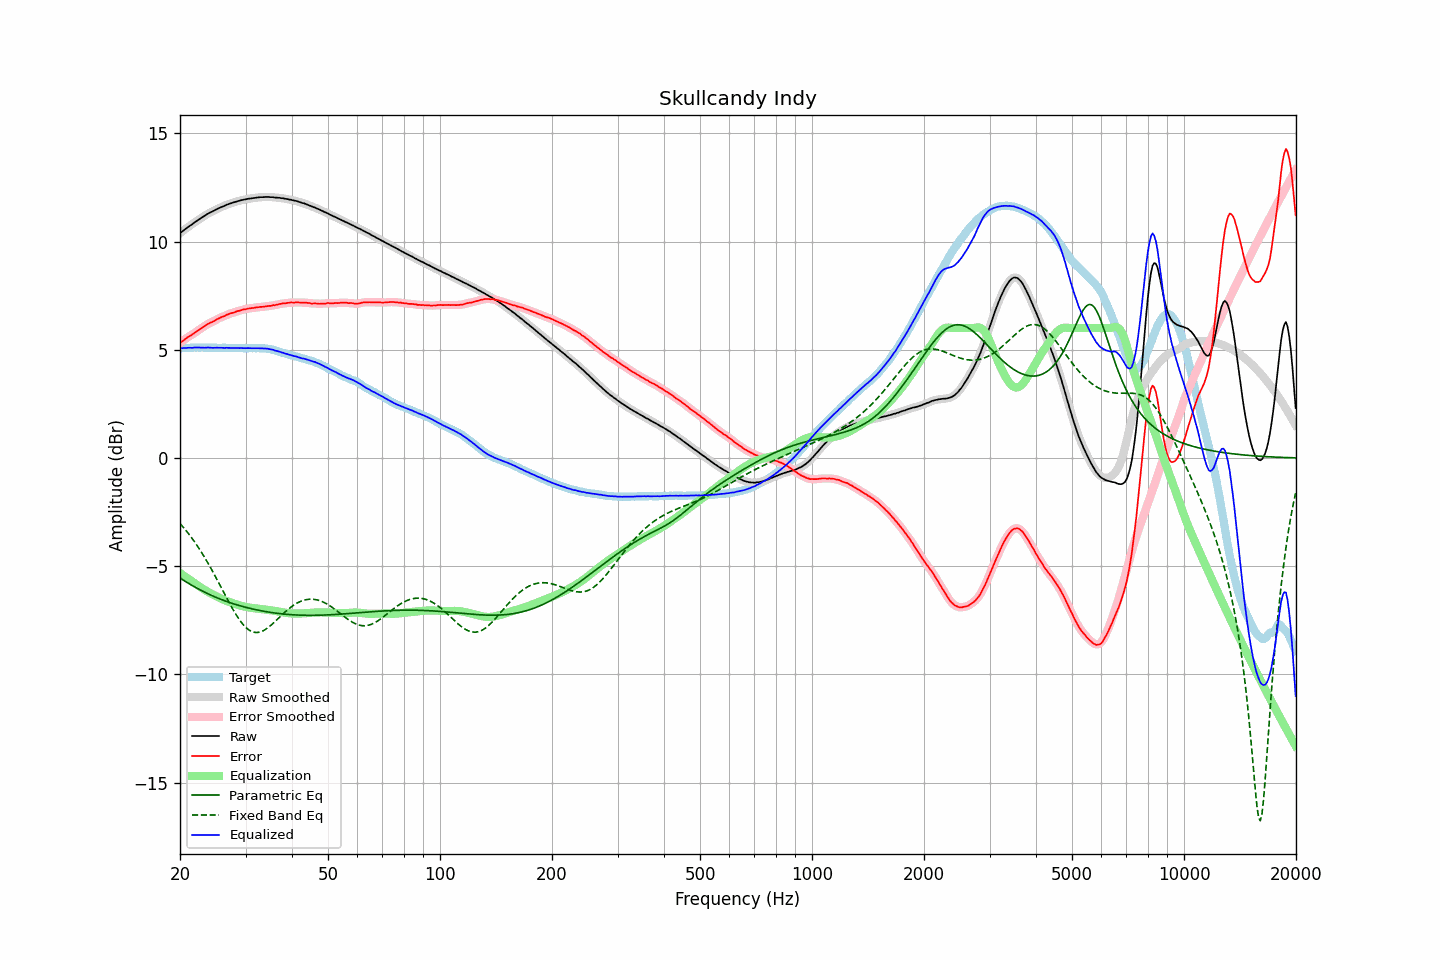 Skullcandy Indy
Amplitude (dBr)
15
10
5
0
−5
−10
−15
Target
Raw Smoothed
Error Smoothed
Raw
Error
Equalization
Parametric Eq
Fixed Band Eq
Equalized
20 50 100 200 500 1000 2000 5000 10000 20000
Frequency (Hz)